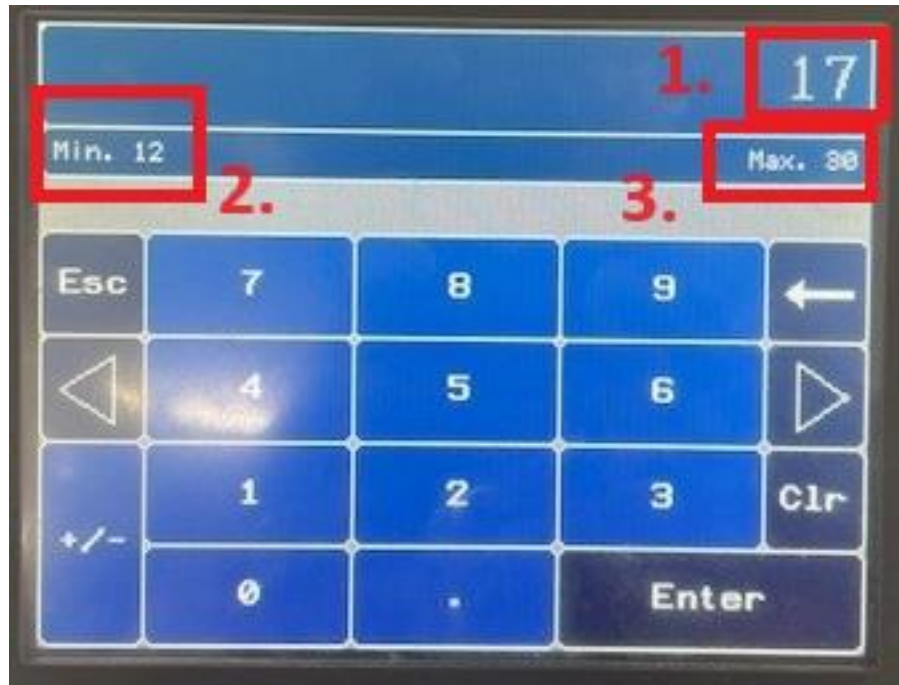 1. 17
Min. 12 Max. 30
2. 3.
Esc 7 8 9
4 5 6
1 2 3 Clr
+/-
0 . Enter